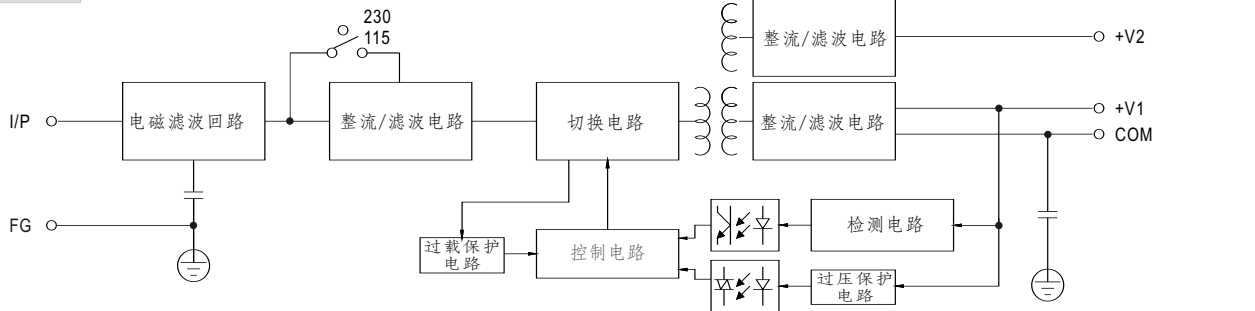 230
115
整流/滤波电路
+V2
I/P
电磁滤波回路
整流/滤波电路
切换电路
整流/滤波电路
+V1
COM
FG
过载保护
电路
控制电路
检测电路
过压保护
电路